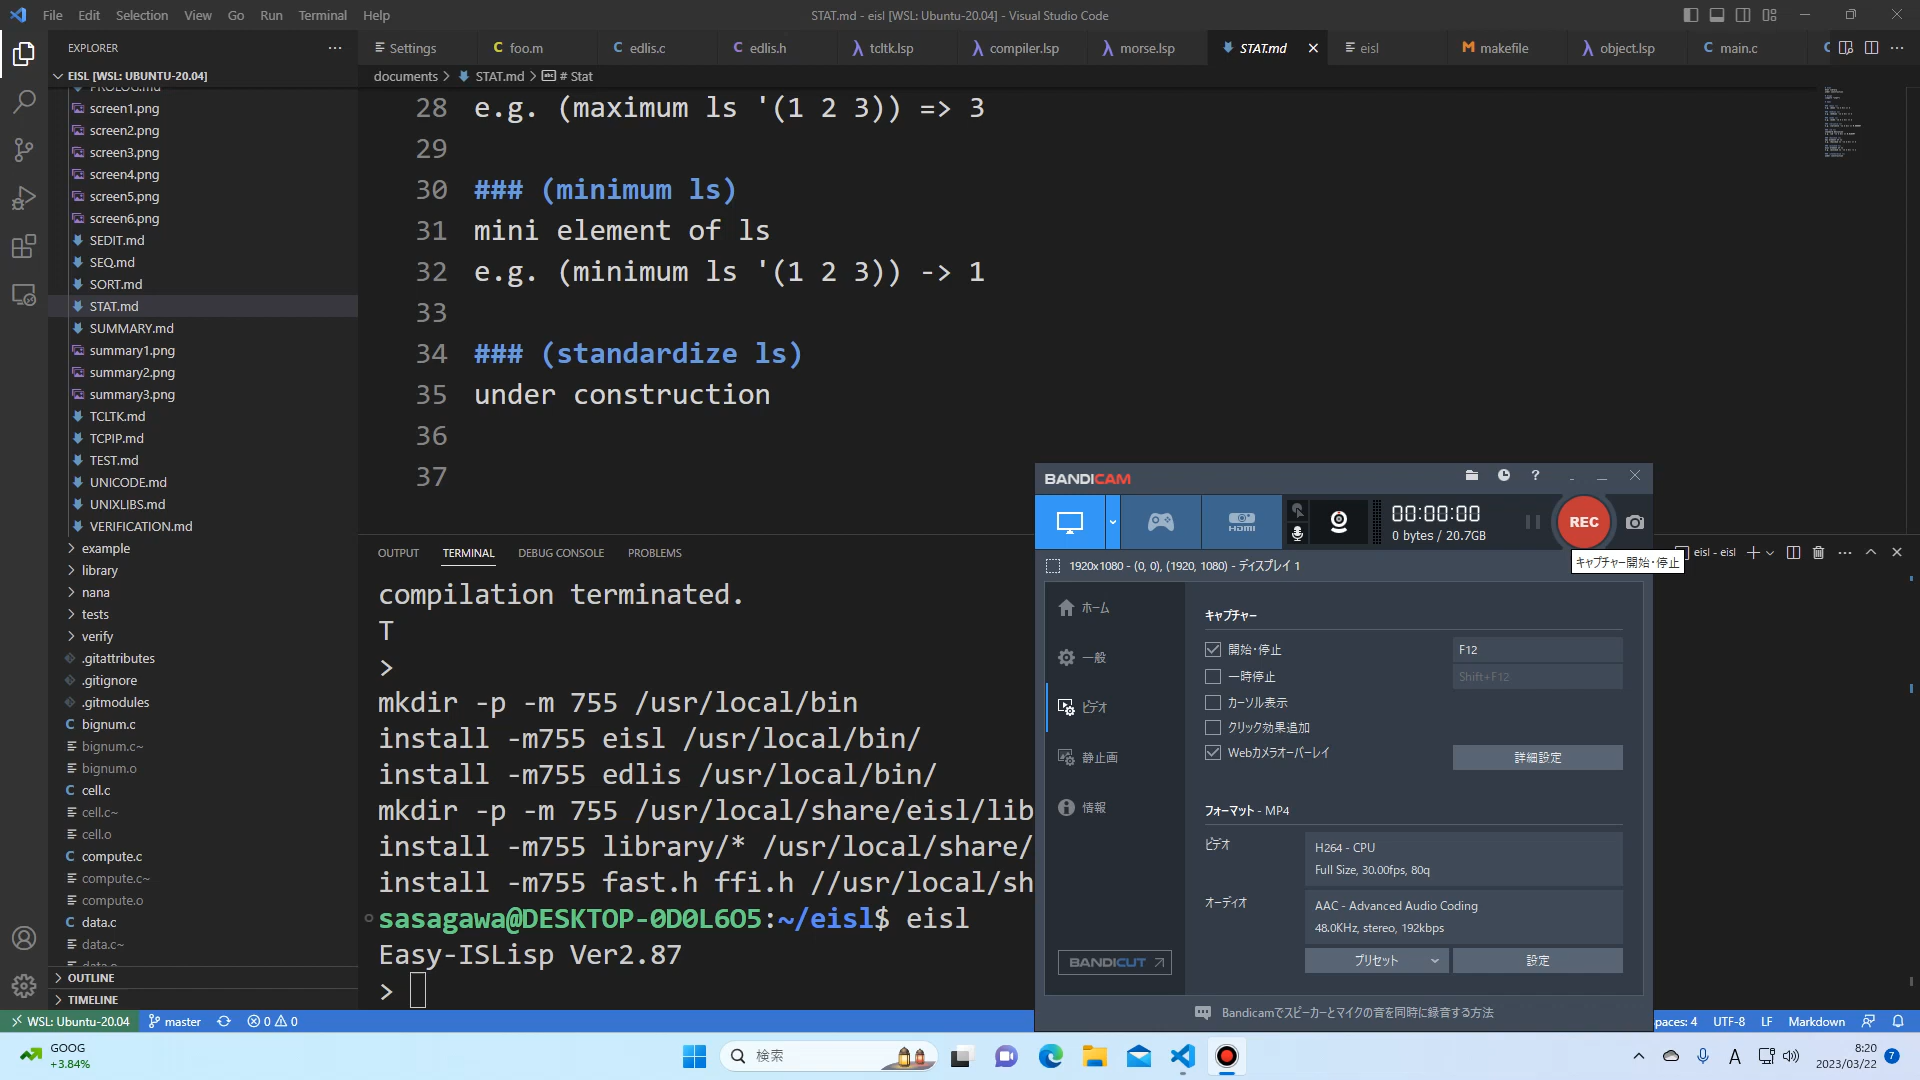 File Edit Selection View Go Run Terminal Help
STAT.md - eisl [WSL: Ubuntu-20.04] - Visual Studio Code
EXPLORER
Settings
foo.m
edlis.c
edlis.h
tcltk.lsp
compiler.lsp
morse.lsp
STAT.md
eisl
makefile
object.lsp
main.c
EISL [WSL: UBUNTU-20.04]
documents > STAT.md > # Stat
PROLOG.md
screen1.png
screen2.png
screen3.png
screen4.png
screen5.png
screen6.png
SEDIT.md
SEQ.md
SORT.md
STAT.md
SUMMARY.md
summary1.png
summary2.png
summary3.png
TCLTK.md
TCPIP.md
TEST.md
UNICODE.md
UNIXLIBS.md
VERIFICATION.md
example
library
nana
tests
verify
.gitattributes
.gitignore
.gitmodules
bignum.c
bignum.c~
bignum.o
cell.c
cell.c~
cell.o
compute.c
compute.c~
compute.o
data.c
data.c~
OUTLINE
TIMELINE
28 e.g. (maximum ls '(1 2 3)) => 3
29
30 ### (minimum ls)
31 mini element of ls
32 e.g. (minimum ls '(1 2 3)) -> 1
33
34 ### (standardize ls)
35 under construction
36
37
OUTPUT TERMINAL DEBUG CONSOLE PROBLEMS
eisl - eisl
compilation terminated.
T
>
mkdir -p -m 755 /usr/local/bin
install -m755 eisl /usr/local/bin/
install -m755 edlis /usr/local/bin/
mkdir -p -m 755 /usr/local/share/eisl/lib
install -m755 library/* /usr/local/share/
install -m755 fast.h ffi.h //usr/local/sh
sasagawa@DESKTOP-0D0L6O5:~/eisl$ eisl
Easy-ISLisp Ver2.87
>
BANDICAM
HDMI
00:00:00
0 bytes / 20.7GB
REC
キャプチャー開始・停止
1920x1080 - (0, 0), (1920, 1080) - ディスプレイ 1
ホーム
一般
ビデオ
静止画
情報
BANDICUT
キャプチャー
開始・停止 F12
一時停止 Shift+F12
カーソル表示
クリック効果追加
Webカメラオーバーレイ
詳細設定
フォーマット - MP4
ビデオ
H264 - CPU
Full Size, 30.00fps, 80q
オーディオ
AAC - Advanced Audio Coding
48.0KHz, stereo, 192kbps
プリセット
設定
Bandicamでスピーカーとマイクの音を同時に録音する方法
WSL: Ubuntu-20.04 master 0 0
paces: 4 UTF-8 LF Markdown
GOOG
+3.84%
検索
A
8:20
2023/03/22
7